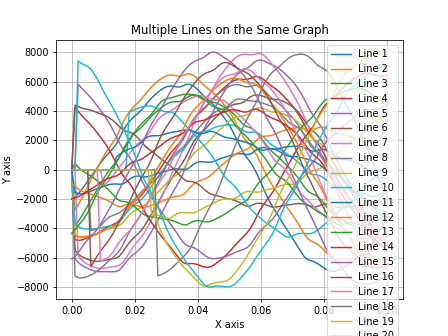 Multiple Lines on the Same Graph
Y axis
8000
6000
4000
2000
0
−2000
−4000
−6000
−8000
0.00
0.02
0.04
0.06
X axis
Line 1
Line 2
Line 3
Line 4
Line 5
Line 6
Line 7
Line 8
Line 9
Line 10
Line 11
Line 12
Line 13
Line 14
Line 15
Line 16
Line 17
Line 18
Line 19
Line 20